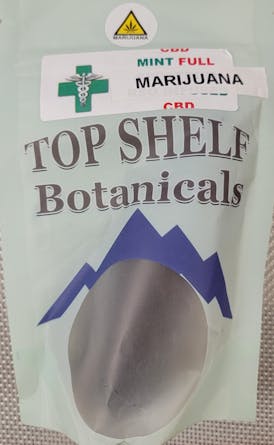 MARIJUANA
CBD
MINT FULL
MARIJUANA
CBD
TOP SHELF
Botanicals